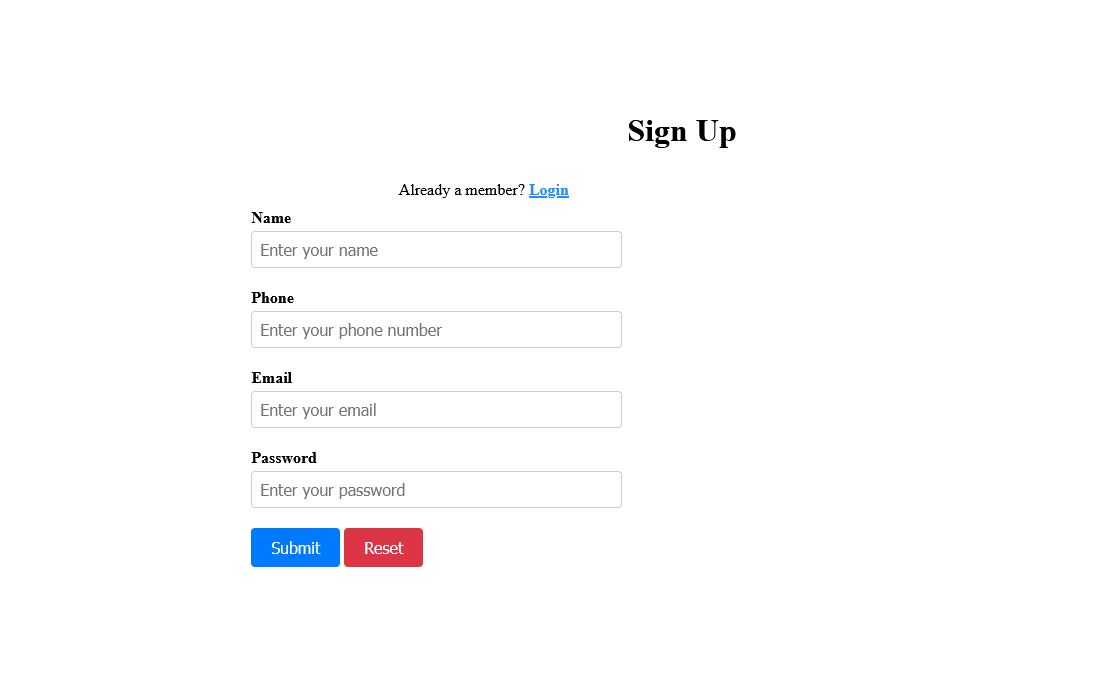 Sign Up
Already a member? Login
Name
Enter your name
Phone
Enter your phone number
Email
Enter your email
Password
Enter your password
Submit Reset